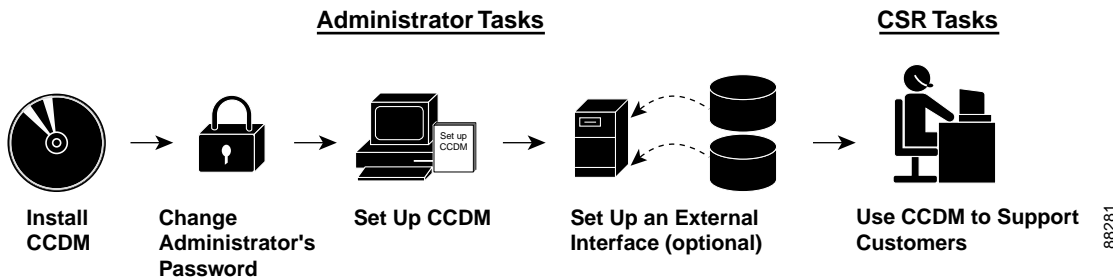 Administrator Tasks
CSR Tasks
Set up
CCDM
Install
CCDM
Change
Administrator's
Password
Set Up CCDM
Set Up an External
Interface (optional)
Use CCDM to Support
Customers
88281